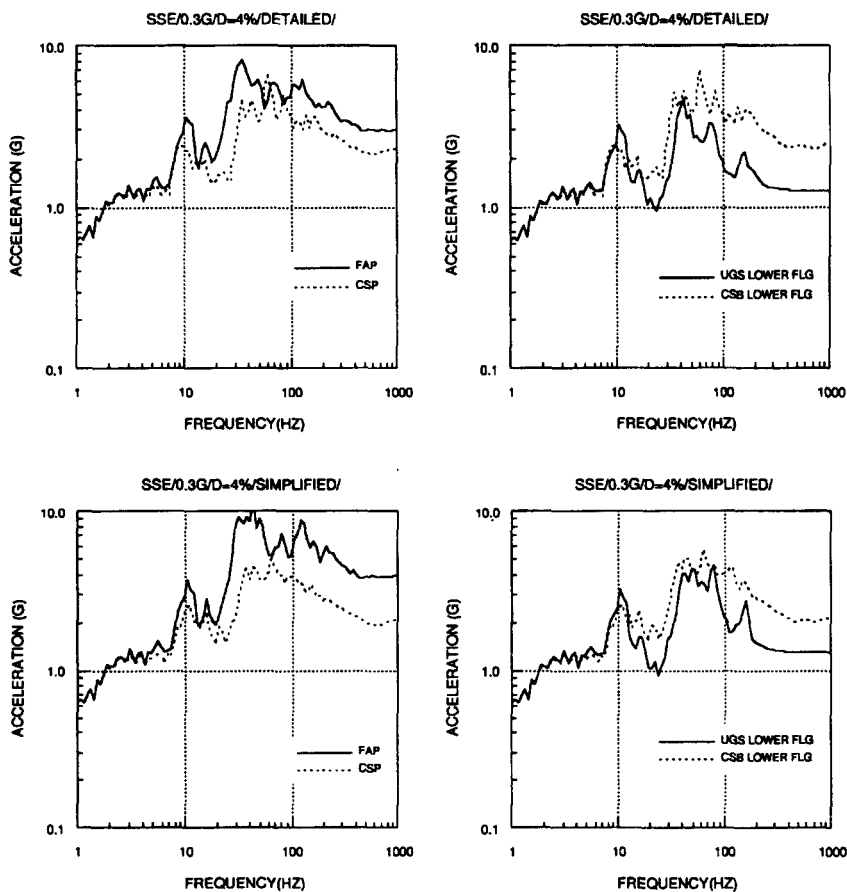 SSE/0.3G/D=4%/DETAILED/
10.0
1.0
0.1
ACCELERATION (G)
FAP
CSP
1 10 100 1000
FREQUENCY(HZ)
SSE/0.3G/D=4%/DETAILED/
10.0
1.0
0.1
ACCELERATION (G)
UGS LOWER FLG
CSB LOWER FLG
1 10 100 1000
FREQUENCY(HZ)
SSE/0.3G/D=4%/SIMPLIFIED/
10.0
1.0
0.1
ACCELERATION (G)
FAP
CSP
1 10 100 1000
FREQUENCY(HZ)
SSE/0.3G/D=4%/SIMPLIFIED/
10.0
1.0
0.1
ACCELERATION (G)
UGS LOWER FLG
CSB LOWER FLG
1 10 100 1000
FREQUENCY(HZ)